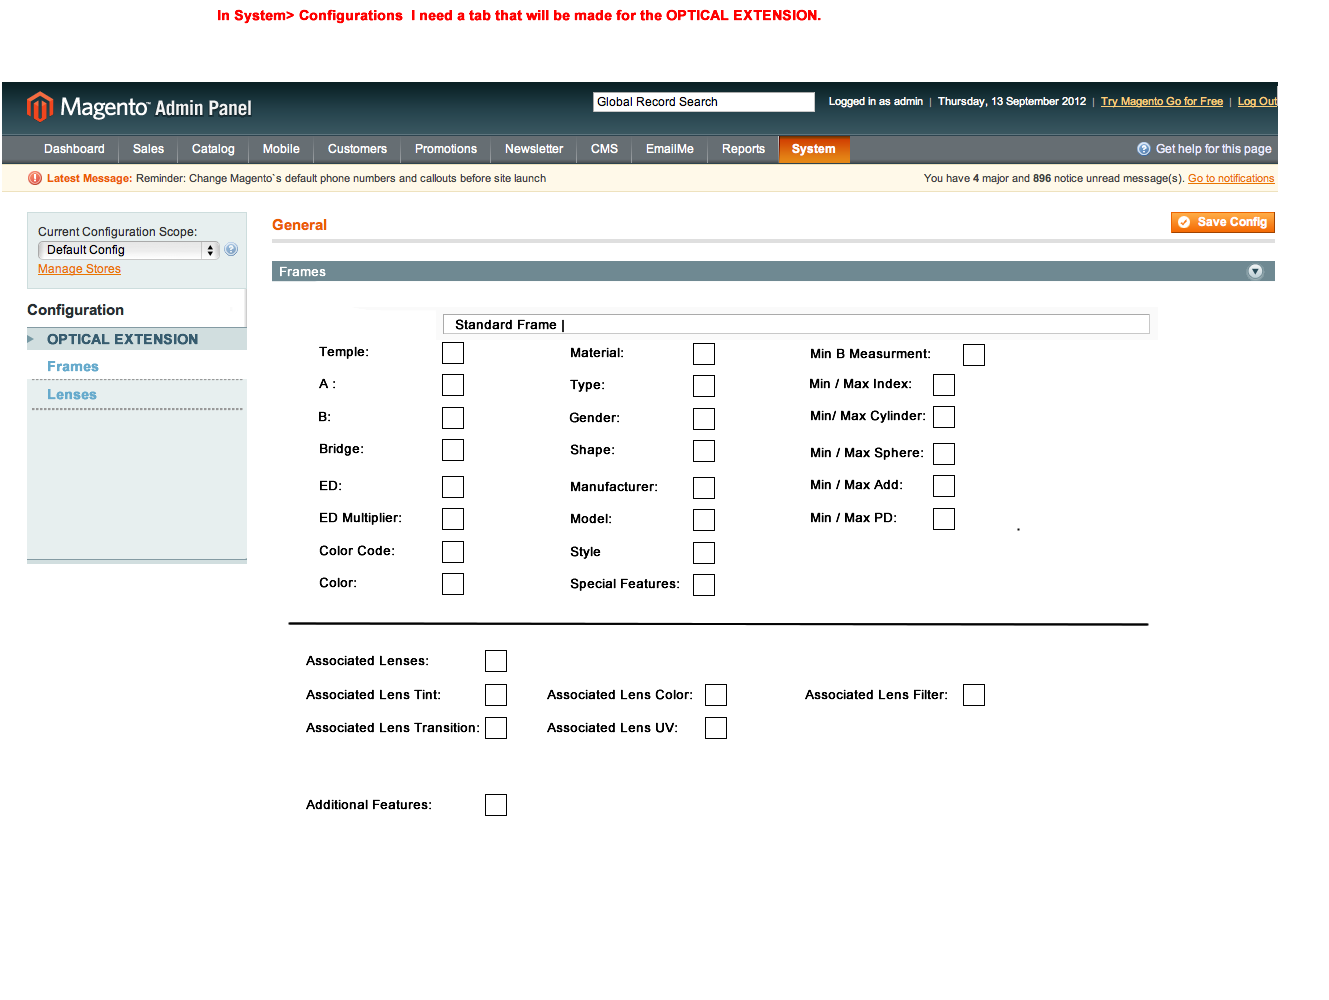 In System> Configurations I need a tab that will be made for the OPTICAL EXTENSION.
Magento Admin Panel
Global Record Search
Logged in as admin | Thursday, 13 September 2012 | Try Magento Go for Free | Log Out
Dashboard Sales Catalog Mobile Customers Promotions Newsletter CMS EmailMe Reports System Get help for this page
Latest Message: Reminder: Change Magento`s default phone numbers and callouts before site launch You have 4 major and 896 notice unread message(s). Go to notifications
Current Configuration Scope:
Default Config
Manage Stores
Configuration
OPTICAL EXTENSION
Frames
Lenses
General Save Config
Frames
Standard Frame |
Temple: Material: Min B Measurment:
A : Type: Min / Max Index:
B: Gender: Min/ Max Cylinder:
Bridge: Shape: Min / Max Sphere:
ED: Manufacturer: Min / Max Add:
ED Multiplier: Model: Min / Max PD:
Color Code: Style
Color: Special Features:
Associated Lenses:
Associated Lens Tint: Associated Lens Color: Associated Lens Filter:
Associated Lens Transition: Associated Lens UV:
Additional Features: